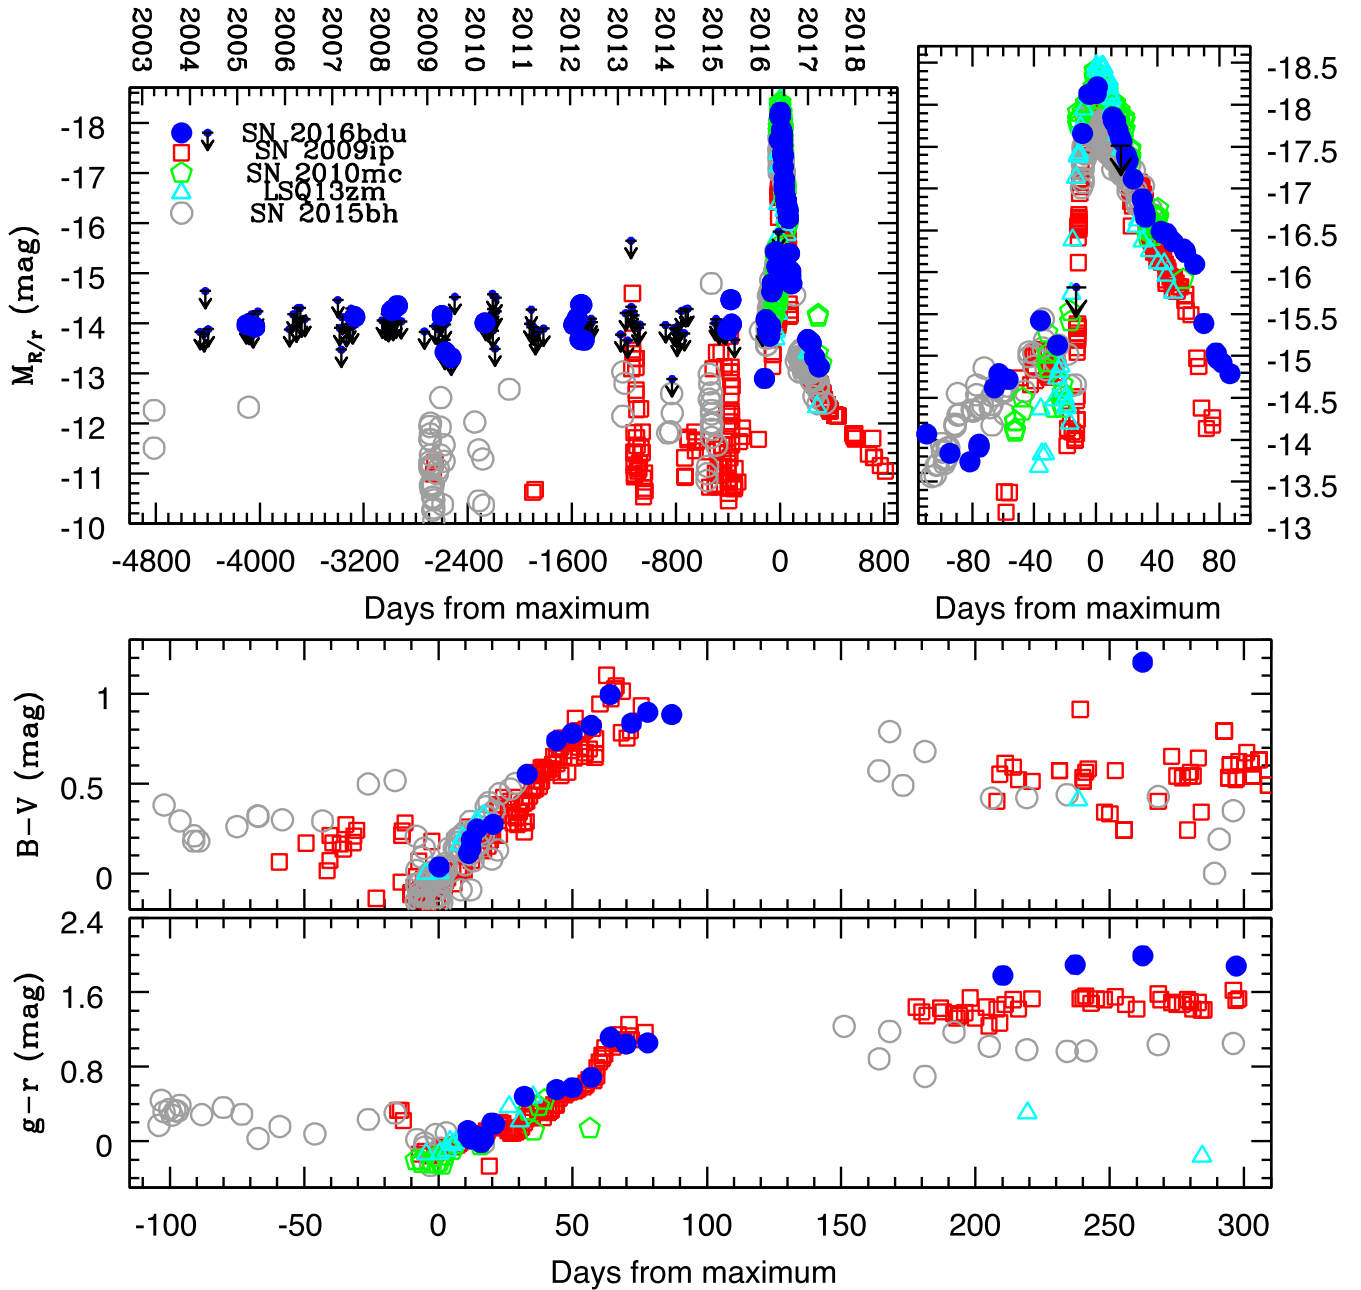 2003 2004 2005 2006 2007 2008 2009 2010 2011 2012 2013 2014 2015 2016 2017 2018
-18
-17
-16
-15
-14
-13
-12
-11
-10
M_R/r (mag)
SN 2016bdu
SN 2009ip
SN 2010mc
LSQ13zm
SN 2015bh
-4800 -4000 -3200 -2400 -1600 -800 0 800
Days from maximum
-18.5
-18
-17.5
-17
-16.5
-16
-15.5
-15
-14.5
-14
-13.5
-13
-80 -40 0 40 80
Days from maximum
B-V (mag)
1
0.5
0
g-r (mag)
2.4
1.6
0.8
0
-100 -50 0 50 100 150 200 250 300
Days from maximum